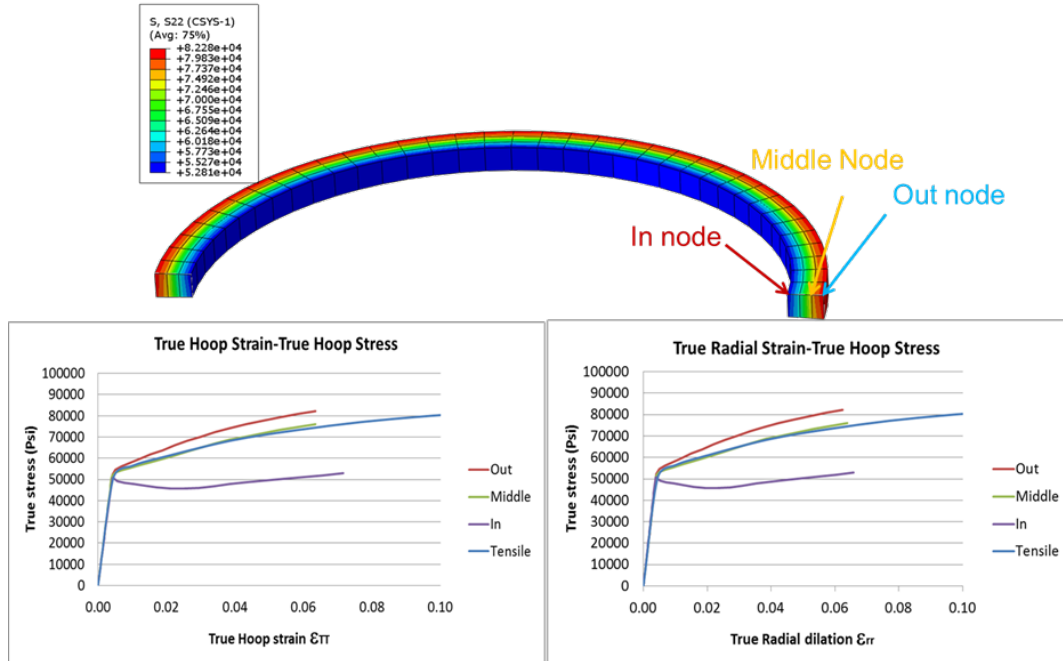 S, S22 (CSYS-1)
(Avg: 75%)
+8.228e+04
+7.983e+04
+7.737e+04
+7.492e+04
+7.246e+04
+7.000e+04
+6.755e+04
+6.509e+04
+6.264e+04
+6.018e+04
+5.773e+04
+5.527e+04
+5.281e+04
Middle Node
Out node
In node
True Hoop Strain-True Hoop Stress
True stress (Psi)
100000
90000
80000
70000
60000
50000
40000
30000
20000
10000
0
0.00 0.02 0.04 0.06 0.08 0.10
True Hoop strain ƐTT
Out
Middle
In
Tensile
True Radial Strain-True Hoop Stress
True stress (Psi)
100000
90000
80000
70000
60000
50000
40000
30000
20000
10000
0
0.00 0.02 0.04 0.06 0.08 0.10
True Radial dilation Ɛrr
Out
Middle
In
Tensile